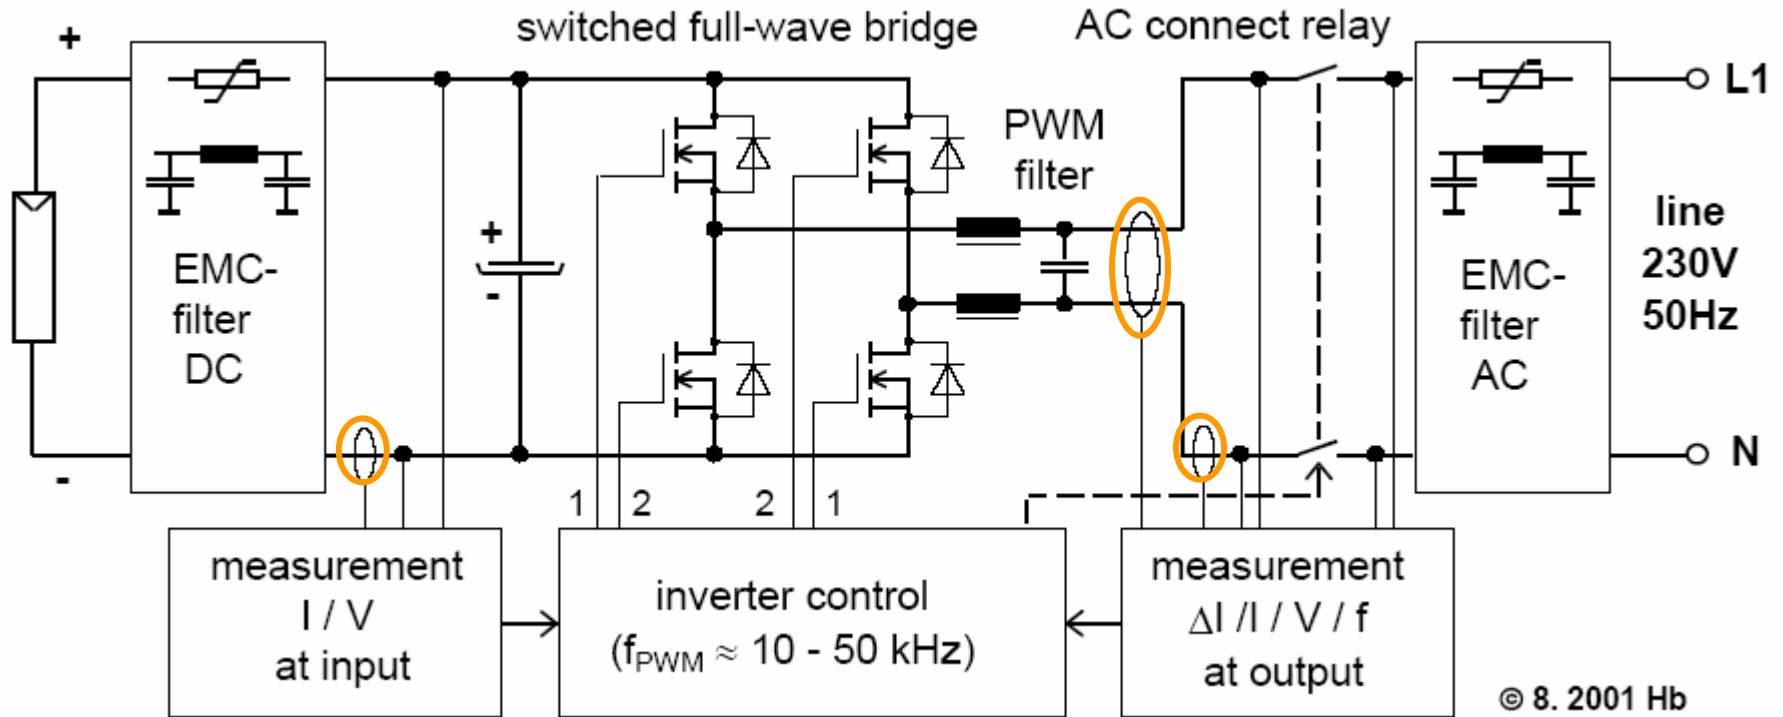 switched full-wave bridge
AC connect relay
+
L1
PWM
filter
line
230V
50Hz
+
-
EMC-
filter
DC
EMC-
filter
AC
N
-
1 2 2 1
measurement
I / V
at input
inverter control
(fPWM ≈ 10 - 50 kHz)
measurement
ΔI /I / V / f
at output
© 8. 2001 Hb